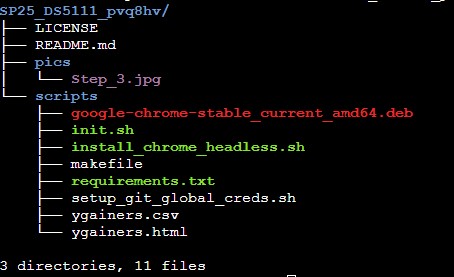 SP25_DS5111_pvq8hv/
├── LICENSE
├── README.md
├── pics
│   └── Step_3.jpg
└── scripts
    ├── google-chrome-stable_current_amd64.deb
    ├── init.sh
    ├── install_chrome_headless.sh
    ├── makefile
    ├── requirements.txt
    ├── setup_git_global_creds.sh
    ├── ygainers.csv
    └── ygainers.html
3 directories, 11 files